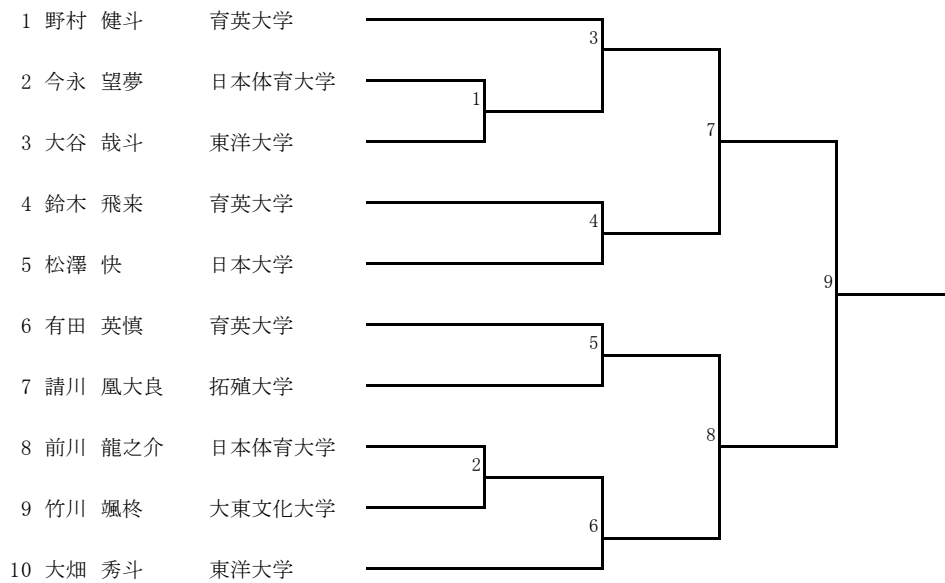 1 野村 健斗 育英大学
3
2 今永 望夢 日本体育大学
1
3 大谷 哉斗 東洋大学
7
4 鈴木 飛来 育英大学
4
5 松澤 快 日本大学
9
6 有田 英慎 育英大学
5
7 請川 凰大良 拓殖大学
8 前川 龍之介 日本体育大学
8
2
9 竹川 颯柊 大東文化大学
6
10 大畑 秀斗 東洋大学